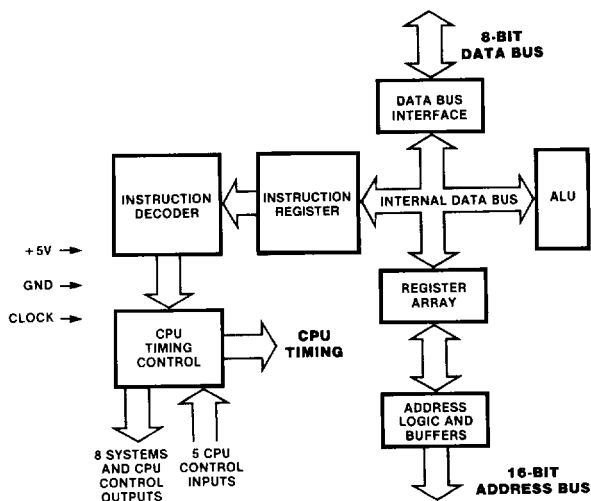 8-BIT
DATA BUS
DATA BUS
INTERFACE
INSTRUCTION
DECODER
INSTRUCTION
REGISTER
INTERNAL DATA BUS
ALU
+5V
GND
CLOCK
REGISTER
ARRAY
CPU
TIMING
CONTROL
CPU
TIMING
ADDRESS
LOGIC AND
BUFFERS
8 SYSTEMS
AND CPU
CONTROL
OUTPUTS
5 CPU
CONTROL
INPUTS
16-BIT
ADDRESS BUS